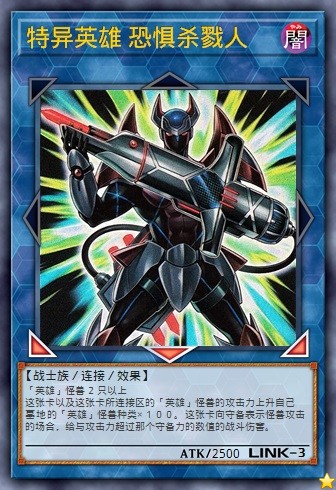 特异英雄 恐惧杀戮人
闇
【战士族／连接／效果】
「英雄」怪兽２只以上
这张卡以及这张卡所连接区的「英雄」怪兽的攻击力上升自己
墓地的「英雄」怪兽种类×１００。这张卡向守备表示怪兽攻击
的场合，给与攻击力超过那个守备力的数值的战斗伤害。
ATK/2500 LINK-3